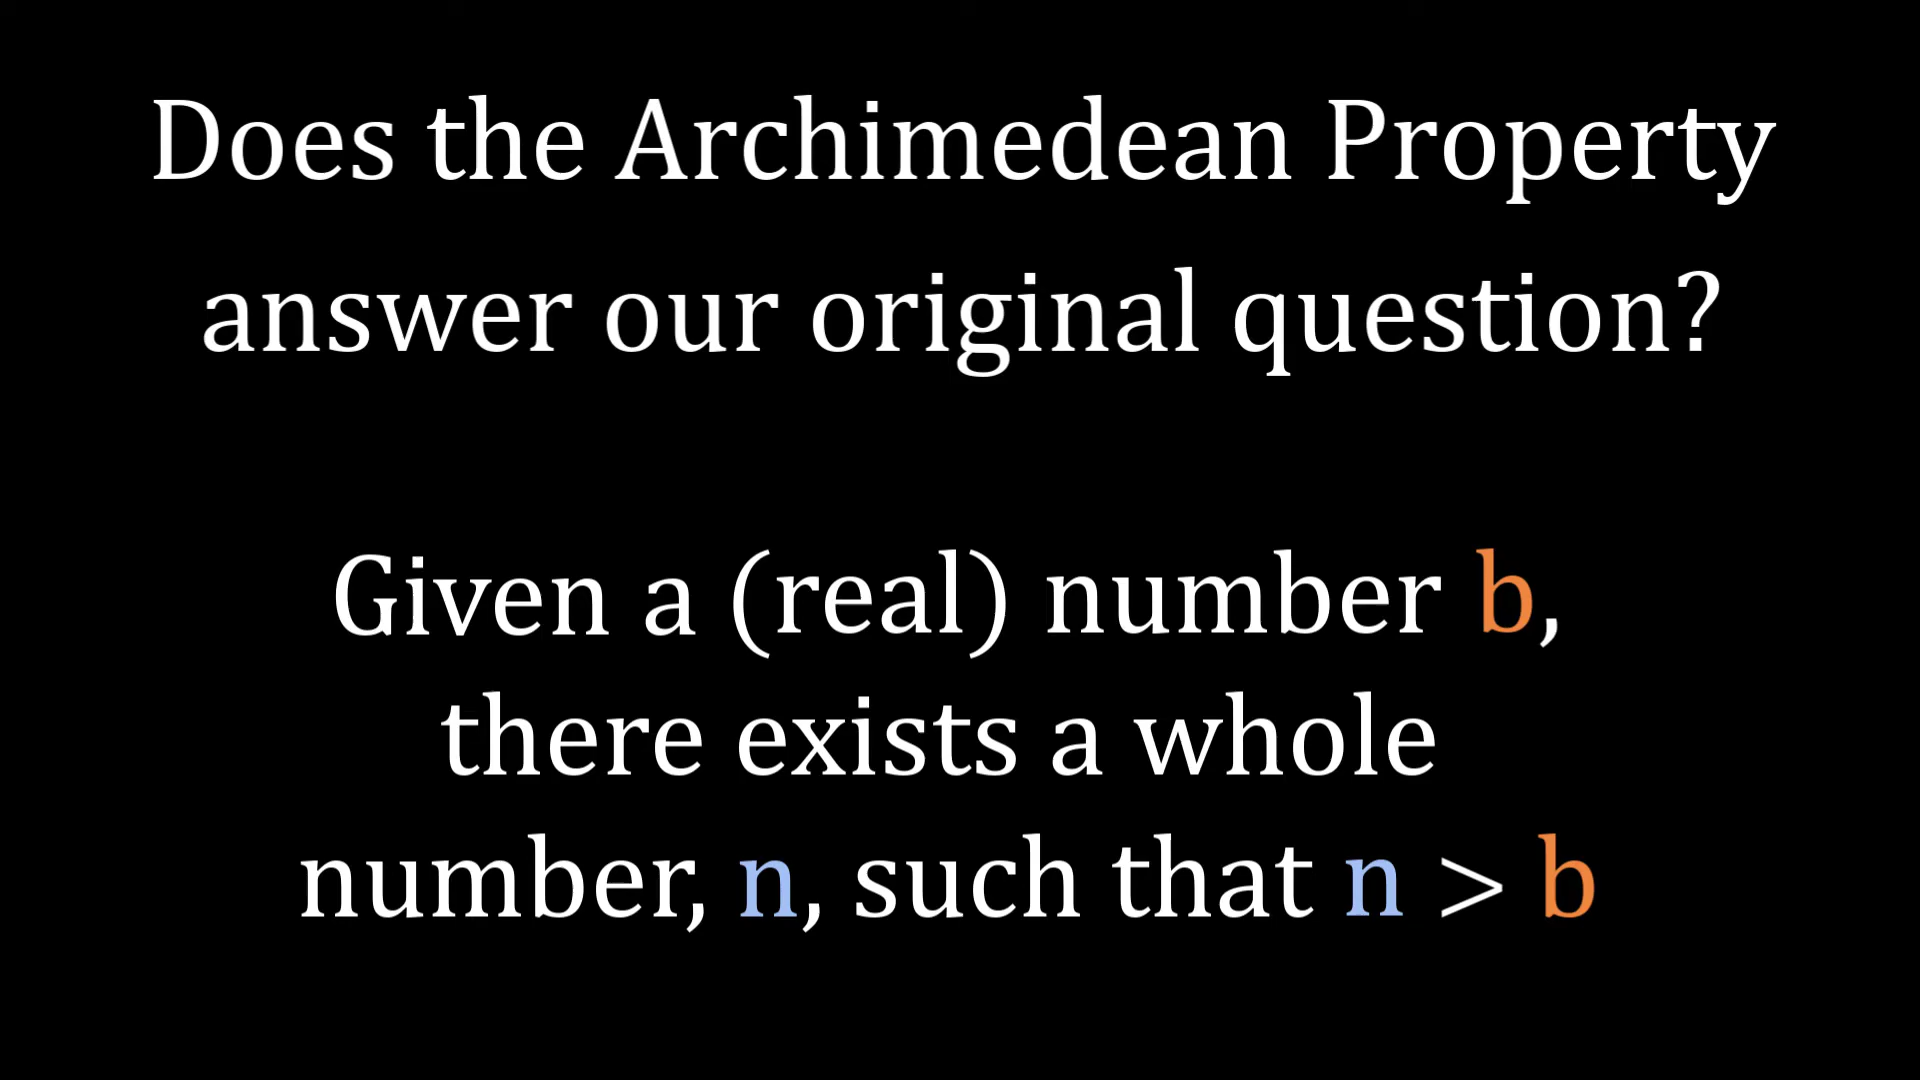 Does the Archimedean Property
answer our original question?
Given a (real) number b,
there exists a whole
number, n, such that n > b